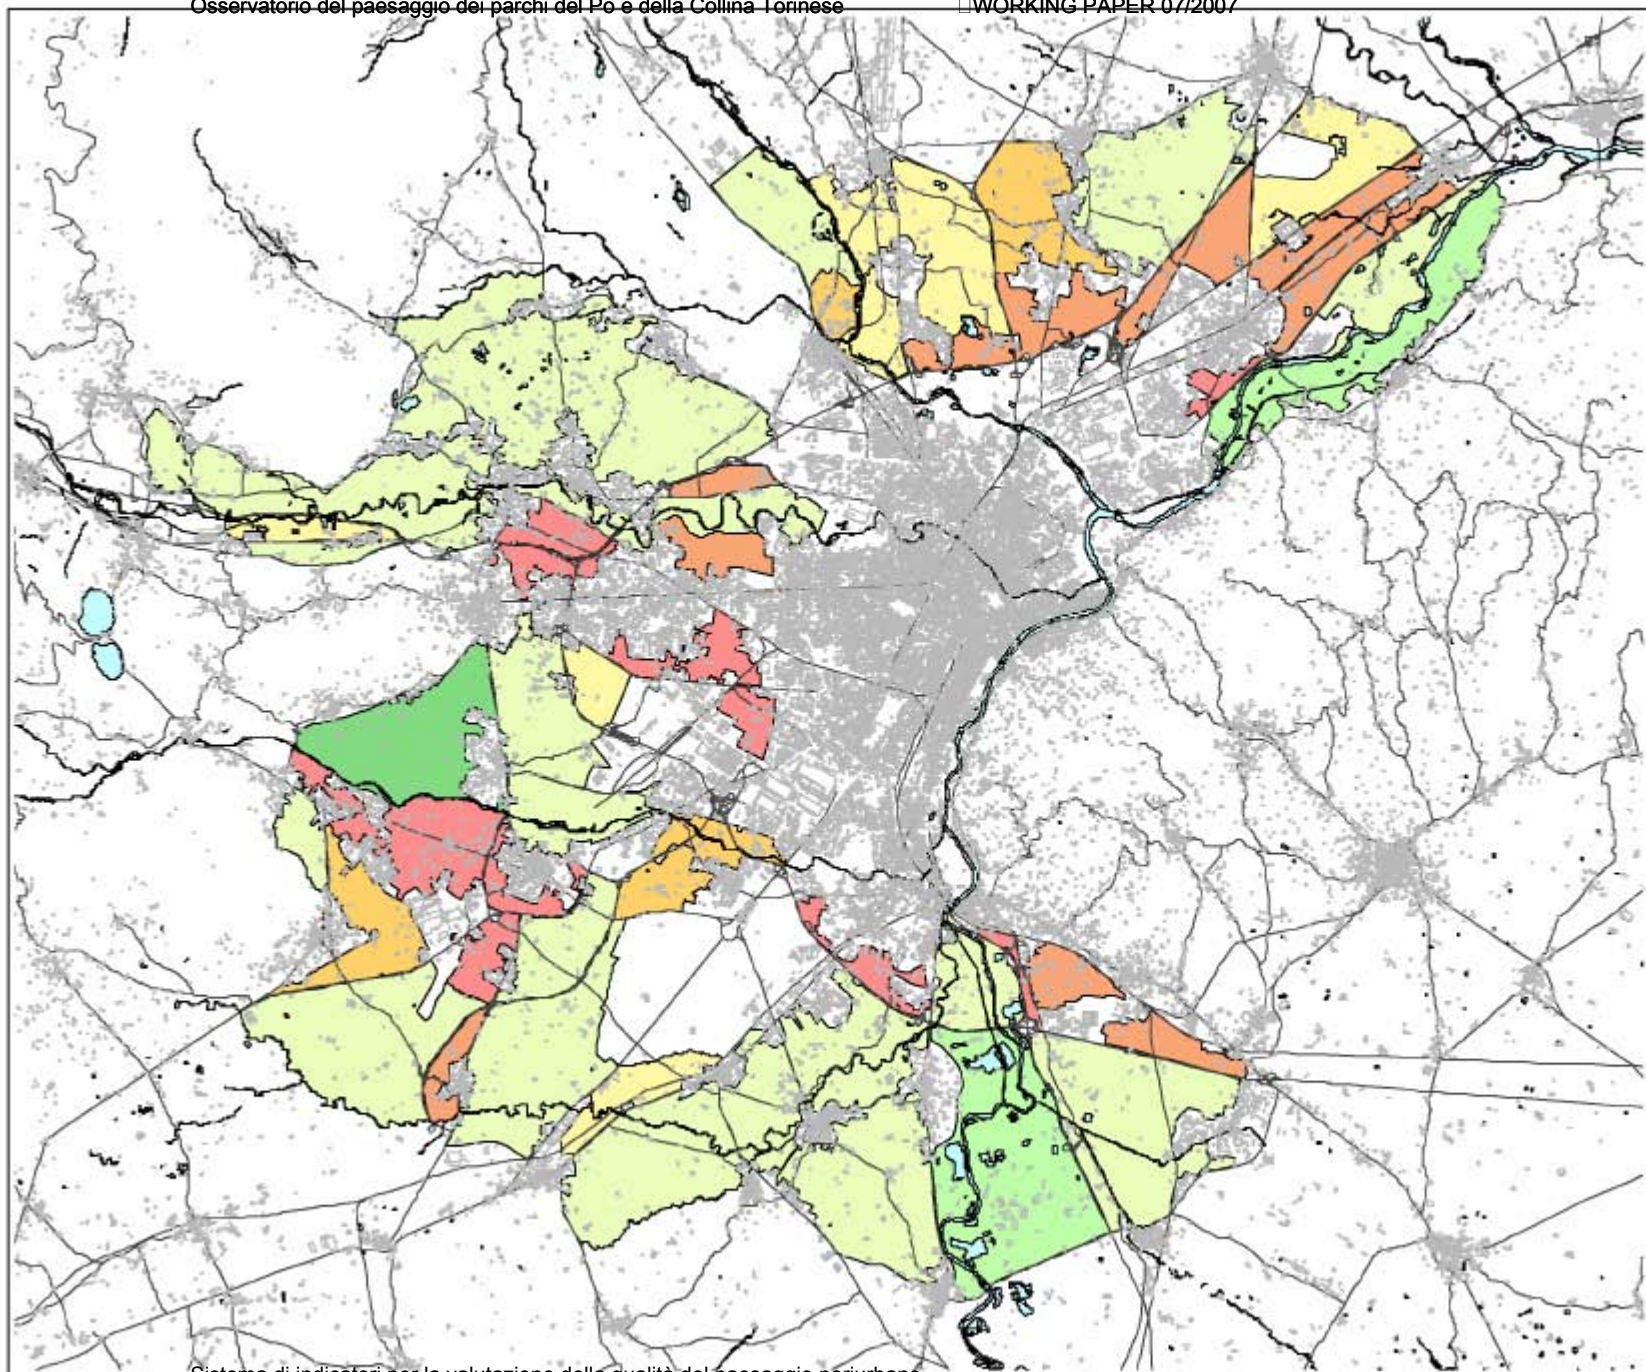 Osservatorio del paesaggio dei parchi del Po e della Collina Torinese □WORKING PAPER 07/2007
Sistema di indicatori per la valutazione della qualità del paesaggio periurbano